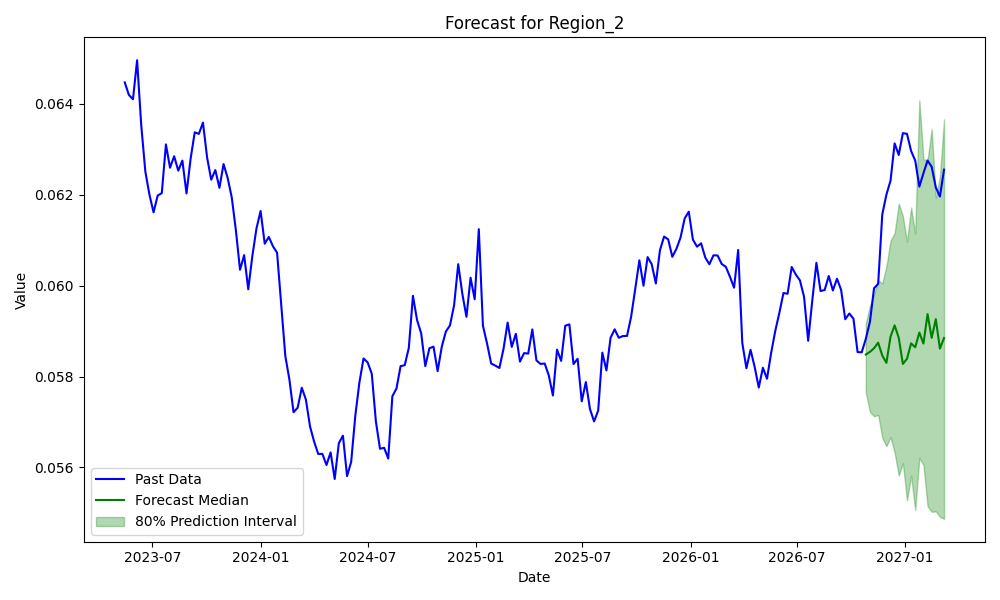 Forecast for Region_2
Value
0.064
0.062
0.060
0.058
0.056
Past Data
Forecast Median
80% Prediction Interval
2023-07 2024-01 2024-07 2025-01 2025-07 2026-01 2026-07 2027-01
Date